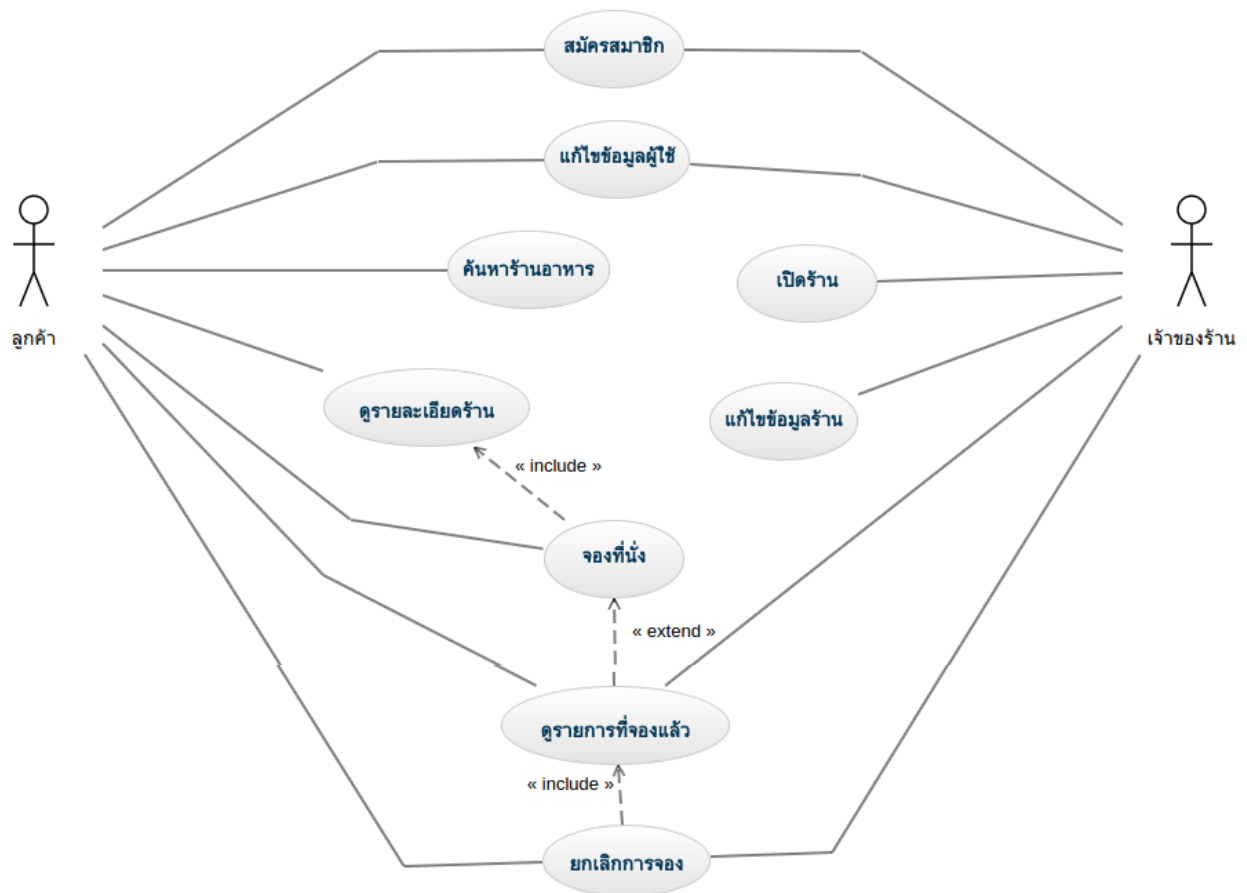 สมัครสมาชิก
แก้ไขข้อมูลผู้ใช้
ค้นหาร้านอาหาร
เปิดร้าน
ลูกค้า
เจ้าของร้าน
ดูรายละเอียดร้าน
แก้ไขข้อมูลร้าน
« include »
จองที่นั่ง
« extend »
ดูรายการที่จองแล้ว
« include »
ยกเลิกการจอง